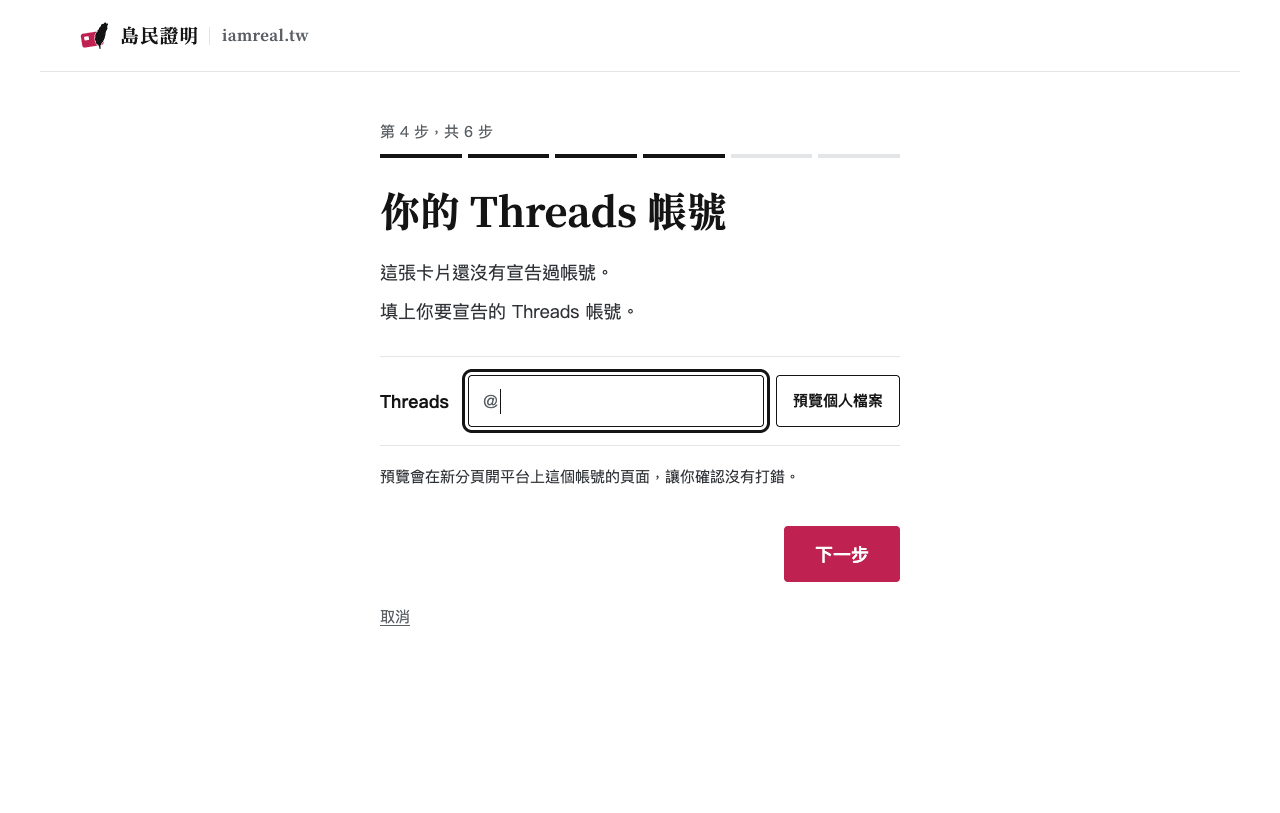 島民證明
iamreal.tw
第 4 步，共 6 步
你的 Threads 帳號
這張卡片還沒有宣告過帳號。
填上你要宣告的 Threads 帳號。
Threads
@
預覽個人檔案
預覽會在新分頁開平台上這個帳號的頁面，讓你確認沒有打錯。
下一步
取消